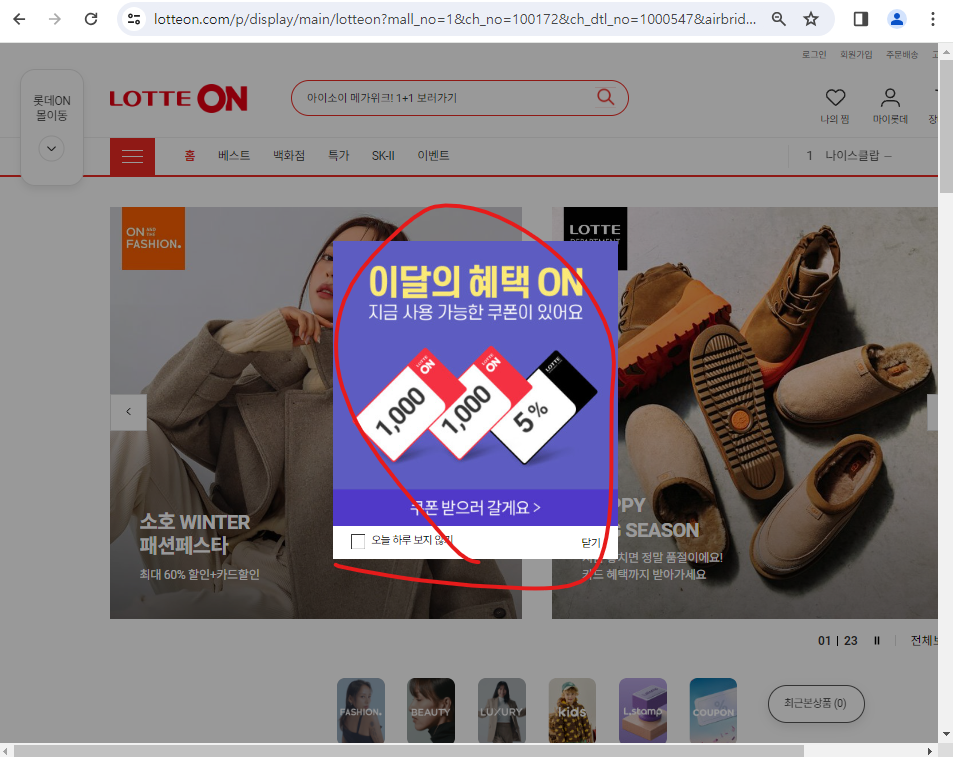 lotteon.com/p/display/main/lotteon?mall_no=1&ch_no=100172&ch_dtl_no=1000547&airbrid...
로그인 회원가입 주문배송
롯데ON
몰이동
LOTTE ON
아이소이 메가위크!! 1+1 보러가기
나의 찜 마이롯데
홈 베스트 백화점 특가 SK-II 이벤트
1 나이스클랍 –
ON AND THE
FASHION.
LOTTE
DEPARTMENT
이달의 혜택 ON
지금 사용 가능한 쿠폰이 있어요
LOTTE ON
1,000
LOTTE ON
1,000
LOTTE
5%
쿠폰 받으러 갈게요 >
오늘 하루 보지 않기
닫기
소호 WINTER
패션페스타
최대 60% 할인+카드할인
SEASON
정말 품절이에요!
카드 혜택까지 받아가세요
01 | 23
FASHION.
BEAUTY
LUXURY
kids
L.stamp
COUPON
최근본상품 (0)